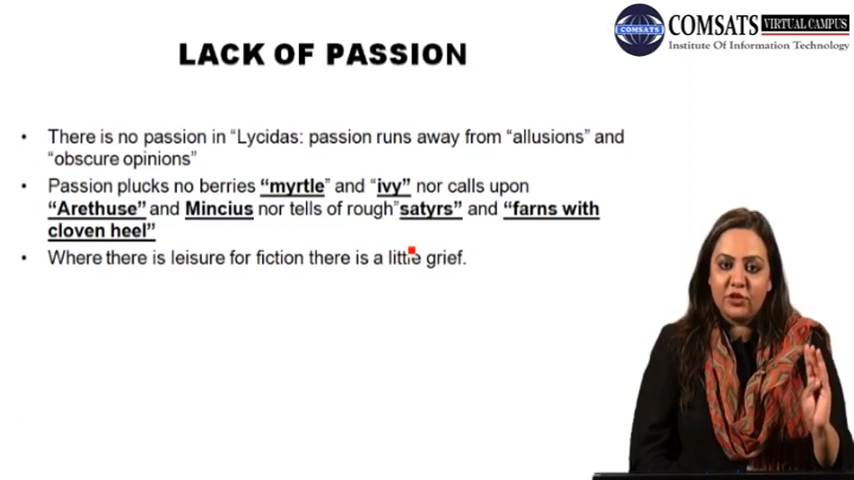 COMSATS VIRTUAL CAMPUS
COMSATS
Institute Of Information Technology
LACK OF PASSION
• There is no passion in “Lycidas: passion runs away from “allusions” and
“obscure opinions”
• Passion plucks no berries “myrtle” and “ivy” nor calls upon
“Arethuse” and Mincius nor tells of rough”satyrs” and “farns with
cloven heel”
• Where there is leisure for fiction there is a little grief.